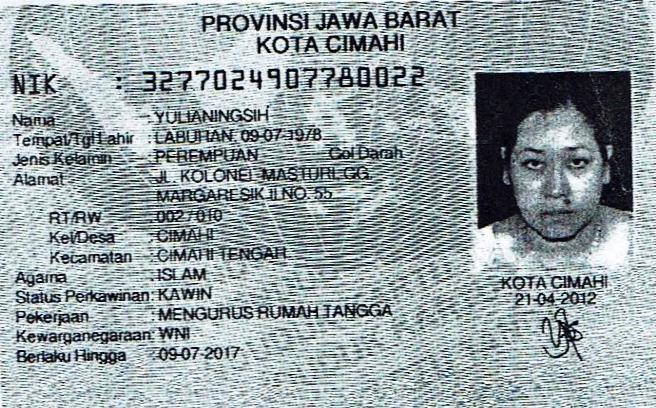 PROVINSI JAWA BARAT
KOTA CIMAHI
NIK : 3277024907780022
Nama : YULIANINGSIH
Tempat/Tgl Lahir : LABUHAN, 09-07-1978
Jenis Kelamin : PEREMPUAN Gol Darah
Alamat : JL. KOLONEL MASTURI GG.
MARGARESIK II NO. 55
RT/RW : 002 / 010
Kel/Desa : CIMAHI
Kecamatan : CIMAHI TENGAH
Agama : ISLAM
Status Perkawinan: KAWIN
Pekerjaan : MENGURUS RUMAH TANGGA
Kewarganegaraan: WNI
Berlaku Hingga : 09-07-2017
KOTA CIMAHI
21-04-2012